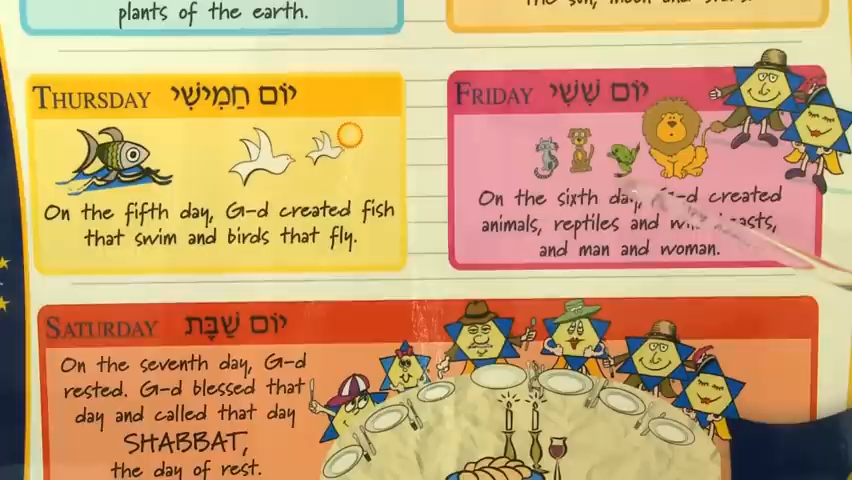 plants of the earth.
THURSDAY יוֹם חֲמִישִׁי
On the fifth day, G-d created fish
that swim and birds that fly.
FRIDAY יוֹם שִׁשִּׁי
On the sixth day, G-d created
animals, reptiles and
and man and woman.
SATURDAY יוֹם שַׁבָּת
On the seventh day, G-d
rested. G-d blessed that
day and called that day
SHABBAT,
the day of rest.